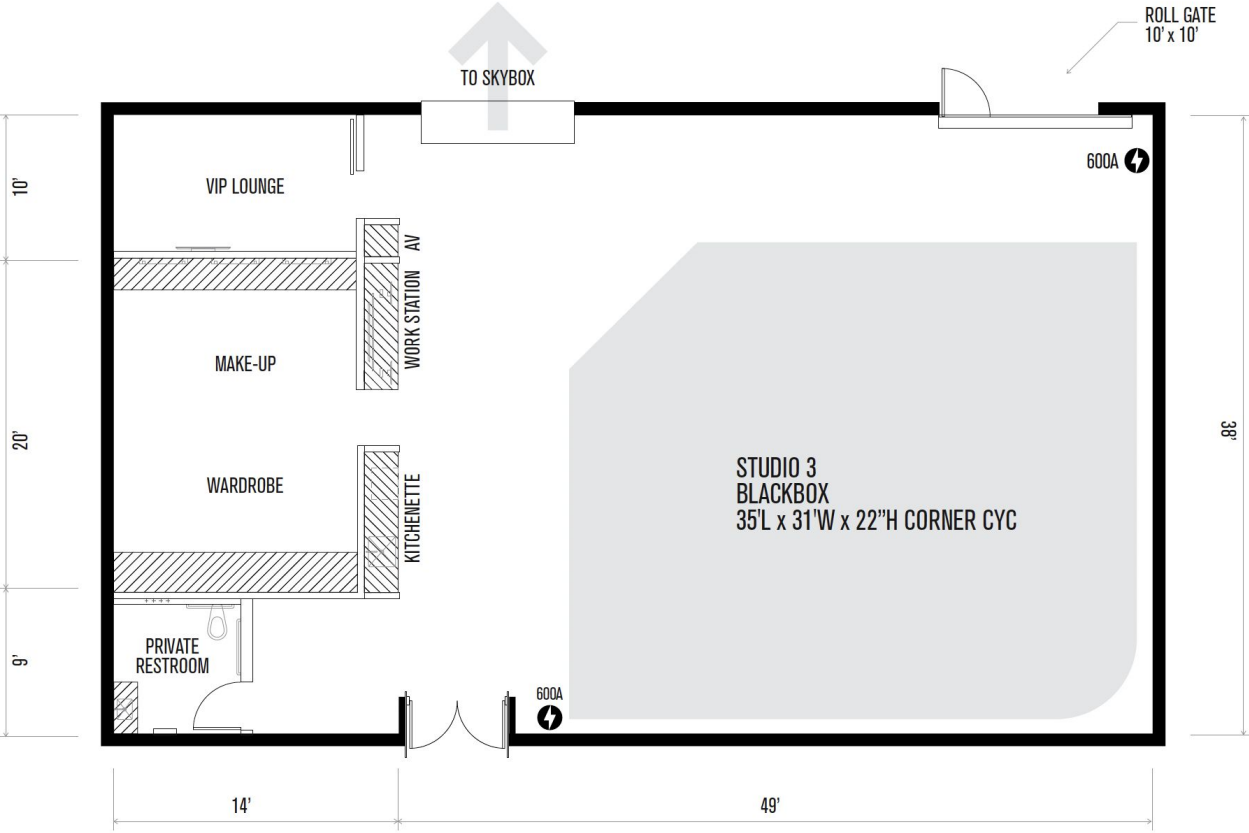 ROLL GATE
10' x 10'
TO SKYBOX
600A
10'
VIP LOUNGE
AV
WORK STATION
MAKE-UP
20'
WARDROBE
KITCHENETTE
STUDIO 3
BLACKBOX
35'L x 31'W x 22”H CORNER CYC
38'
9'
PRIVATE
RESTROOM
600A
14'
49'